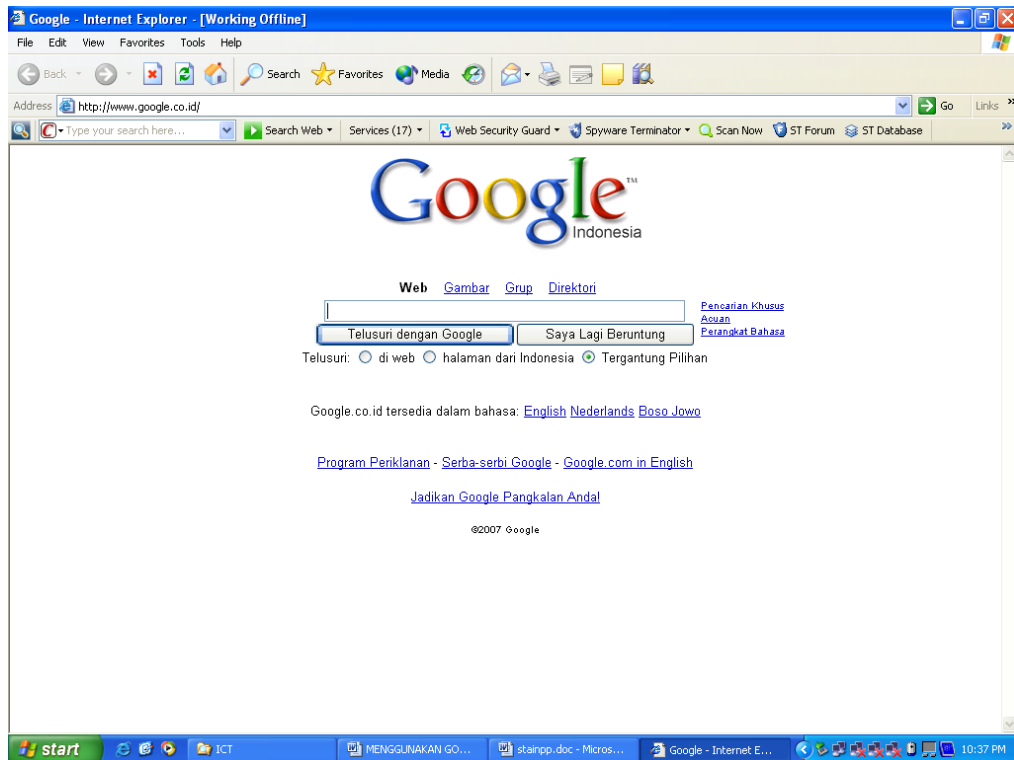 Google - Internet Explorer - [Working Offline]
File Edit View Favorites Tools Help
Back Search Favorites Media
Address http://www.google.co.id/ Go Links »
Type your search here... Search Web Services (17) Web Security Guard Spyware Terminator Scan Now ST Forum ST Database »
Google™
Indonesia
Web Gambar Grup Direktori
Pencarian Khusus
Acuan
Perangkat Bahasa
Telusuri dengan Google Saya Lagi Beruntung
Telusuri: di web halaman dari Indonesia Tergantung Pilihan
Google.co.id tersedia dalam bahasa: English Nederlands Boso Jowo
Program Periklanan - Serba-serbi Google - Google.com in English
Jadikan Google Pangkalan Anda!
©2007 Google
start ICT MENGGUNAKAN GO... stainpp.doc - Micros... Google - Internet E... 10:37 PM